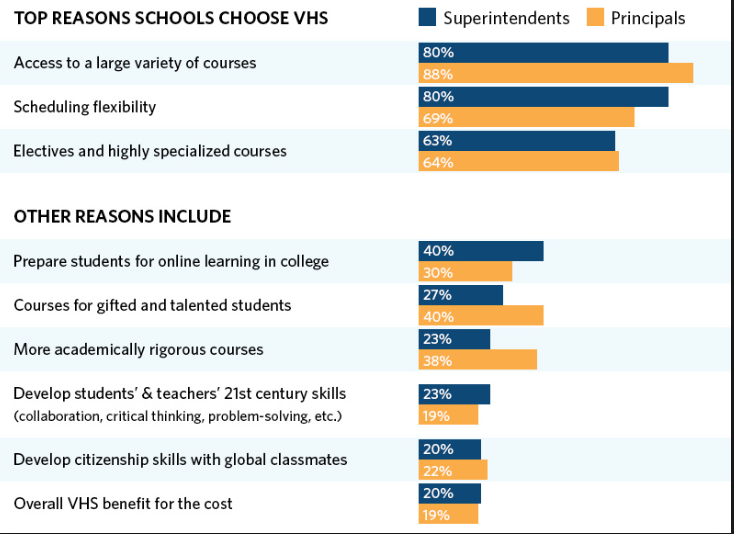 TOP REASONS SCHOOLS CHOOSE VHS
Superintendents
Principals
Access to a large variety of courses
80%
88%
Scheduling flexibility
80%
69%
Electives and highly specialized courses
63%
64%
OTHER REASONS INCLUDE
Prepare students for online learning in college
40%
30%
Courses for gifted and talented students
27%
40%
More academically rigorous courses
23%
38%
Develop students' & teachers' 21st century skills
(collaboration, critical thinking, problem-solving, etc.)
23%
19%
Develop citizenship skills with global classmates
20%
22%
Overall VHS benefit for the cost
20%
19%